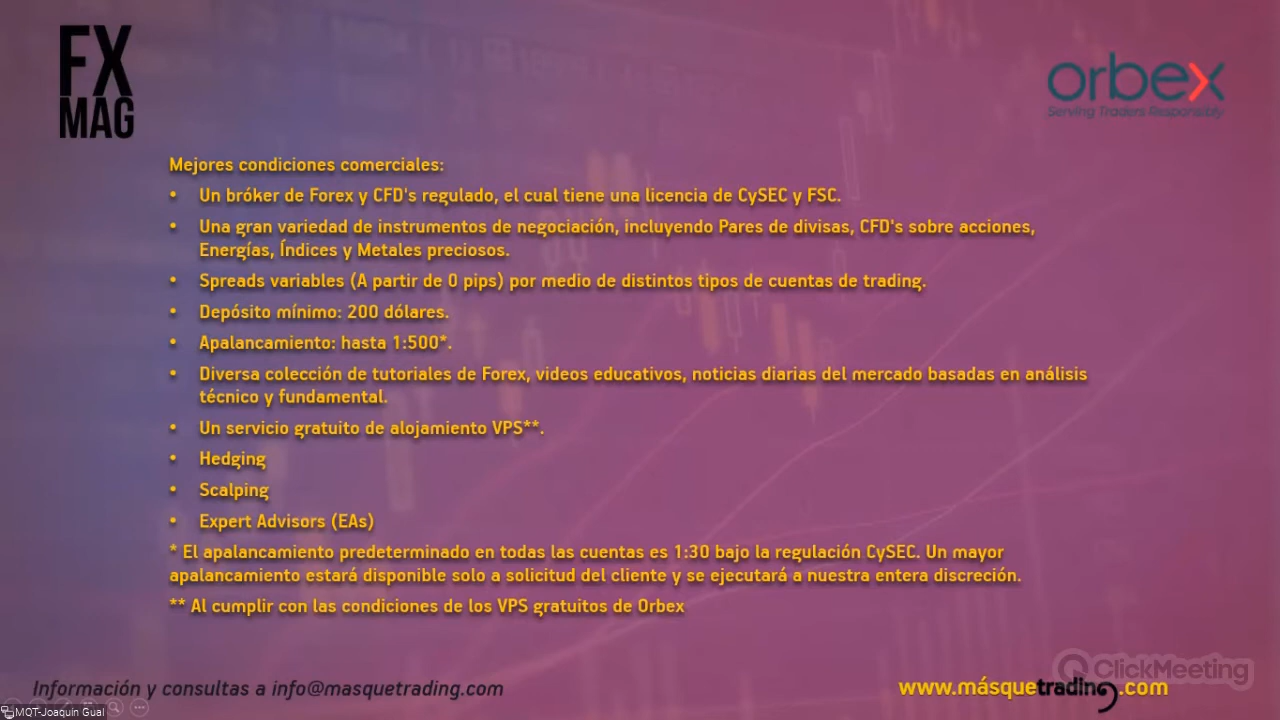 FX
MAG
orbex
Serving Traders Responsibly
Mejores condiciones comerciales:
• Un bróker de Forex y CFD's regulado, el cual tiene una licencia de CySEC y FSC.
• Una gran variedad de instrumentos de negociación, incluyendo Pares de divisas, CFD's sobre acciones,
Energías, Índices y Metales preciosos.
• Spreads variables (A partir de 0 pips) por medio de distintos tipos de cuentas de trading.
• Depósito mínimo: 200 dólares.
• Apalancamiento: hasta 1:500*.
• Diversa colección de tutoriales de Forex, videos educativos, noticias diarias del mercado basadas en análisis
técnico y fundamental.
• Un servicio gratuito de alojamiento VPS**.
• Hedging
• Scalping
• Expert Advisors (EAs)
* El apalancamiento predeterminado en todas las cuentas es 1:30 bajo la regulación CySEC. Un mayor
apalancamiento estará disponible solo a solicitud del cliente y se ejecutará a nuestra entera discreción.
** Al cumplir con las condiciones de los VPS gratuitos de Orbex
ClickMeeting
Información y consultas a info@masquetrading.com
www.másquetrading.com
MQT-Joaquín Gual